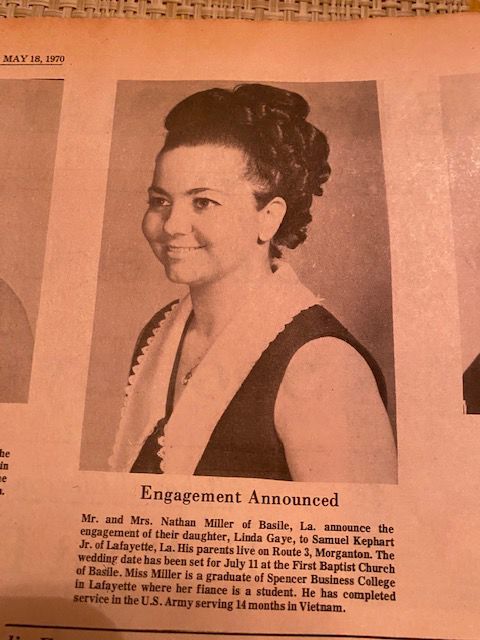 MAY 18, 1970
he
in
e
.
Engagement Announced
Mr. and Mrs. Nathan Miller of Basile, La. announce the
engagement of their daughter, Linda Gaye, to Samuel Kephart
Jr. of Lafayette, La. His parents live on Route 3, Morganton. The
wedding date has been set for July 11 at the First Baptist Church
of Basile. Miss Miller is a graduate of Spencer Business College
in Lafayette where her fiance is a student. He has completed
service in the U.S. Army serving 14 months in Vietnam.